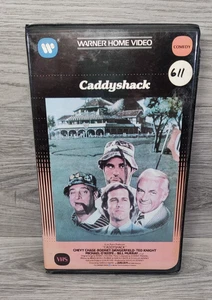 WARNER HOME VIDEO
COMEDY
611
Caddyshack
CHEVY CHASE RODNEY DANGERFIELD TED KNIGHT
MICHAEL O'KEEFE BILL MURRAY
VHS